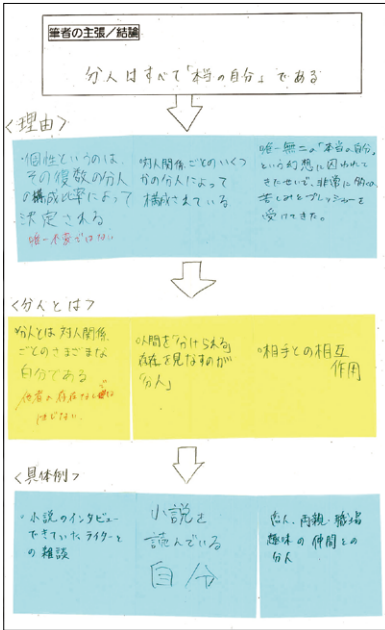 筆者の主張/結論
分人はすべて「本当の自分」である
<理由>
・個性というのは、
その複数の分人
の構成比率によって
決定される
唯一不変ではない
・対人関係ごとのいくつ
かの分人によって
構成されている
・唯一無二の「本当の自分」
という幻想に囚われて
きたせいで、非常に多くの
苦しみとプレッシャーを
受けてきた。
<分人とは>
・分人とは対人関係
ごとのさまざまな
自分である
他者の存在なくしては
・人間を「分けられる」
存在を見なすのが
「分人」
・相手との相互
作用
<具体例>
・小説のインタビュー
できていたライターと
の雑談
小説を
読んでいる
自分
恋人、両親・職場
趣味の仲間との
分人